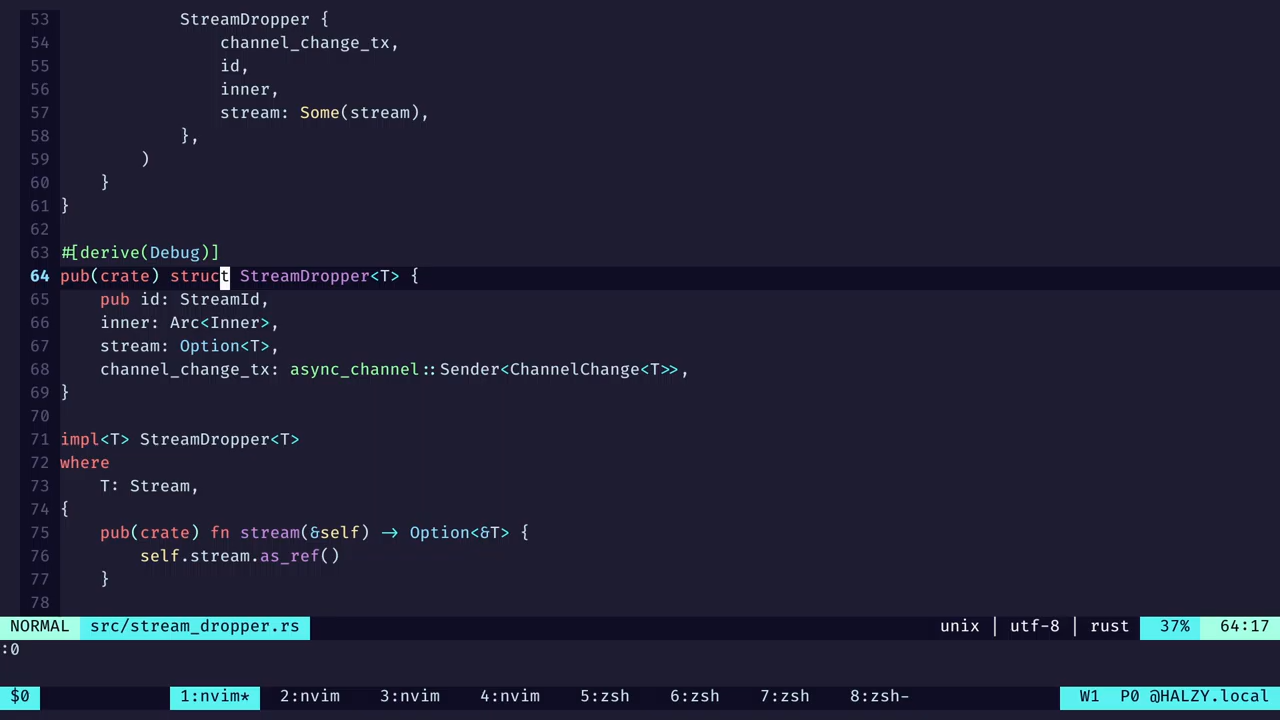 53 StreamDropper {
54 channel_change_tx,
55 id,
56 inner,
57 stream: Some(stream),
58 },
59 )
60 }
61 }
62
63 #[derive(Debug)]
64 pub(crate) struct StreamDropper<T> {
65 pub id: StreamId,
66 inner: Arc<Inner>,
67 stream: Option<T>,
68 channel_change_tx: async_channel::Sender<ChannelChange<T>>,
69 }
70
71 impl<T> StreamDropper<T>
72 where
73 T: Stream,
74 {
75 pub(crate) fn stream(&self) -> Option<&T> {
76 self.stream.as_ref()
77 }
78
NORMAL src/stream_dropper.rs unix | utf-8 | rust 37% 64:17
:0
$0 1:nvim* 2:nvim 3:nvim 4:nvim 5:zsh 6:zsh 7:zsh 8:zsh- W1 P0 @HALZY.local